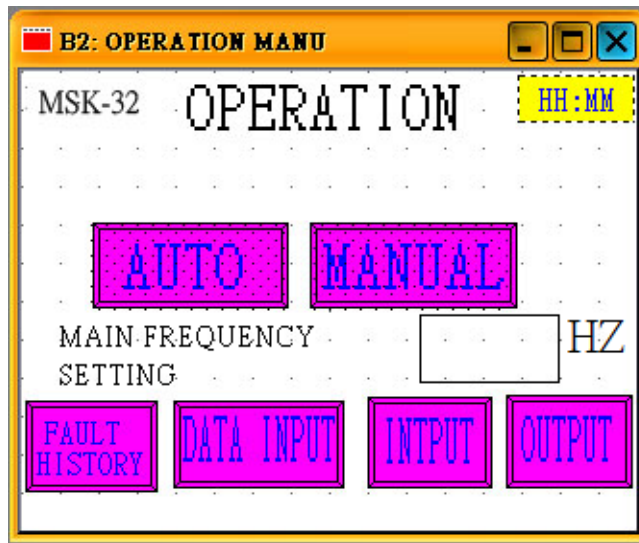 B2: OPERATION MANU
MSK-32 OPERATION HH:MM
AUTO MANUAL
MAIN FREQUENCY HZ
SETTING
FAULT DATA INPUT INTPUT OUTPUT
HISTORY